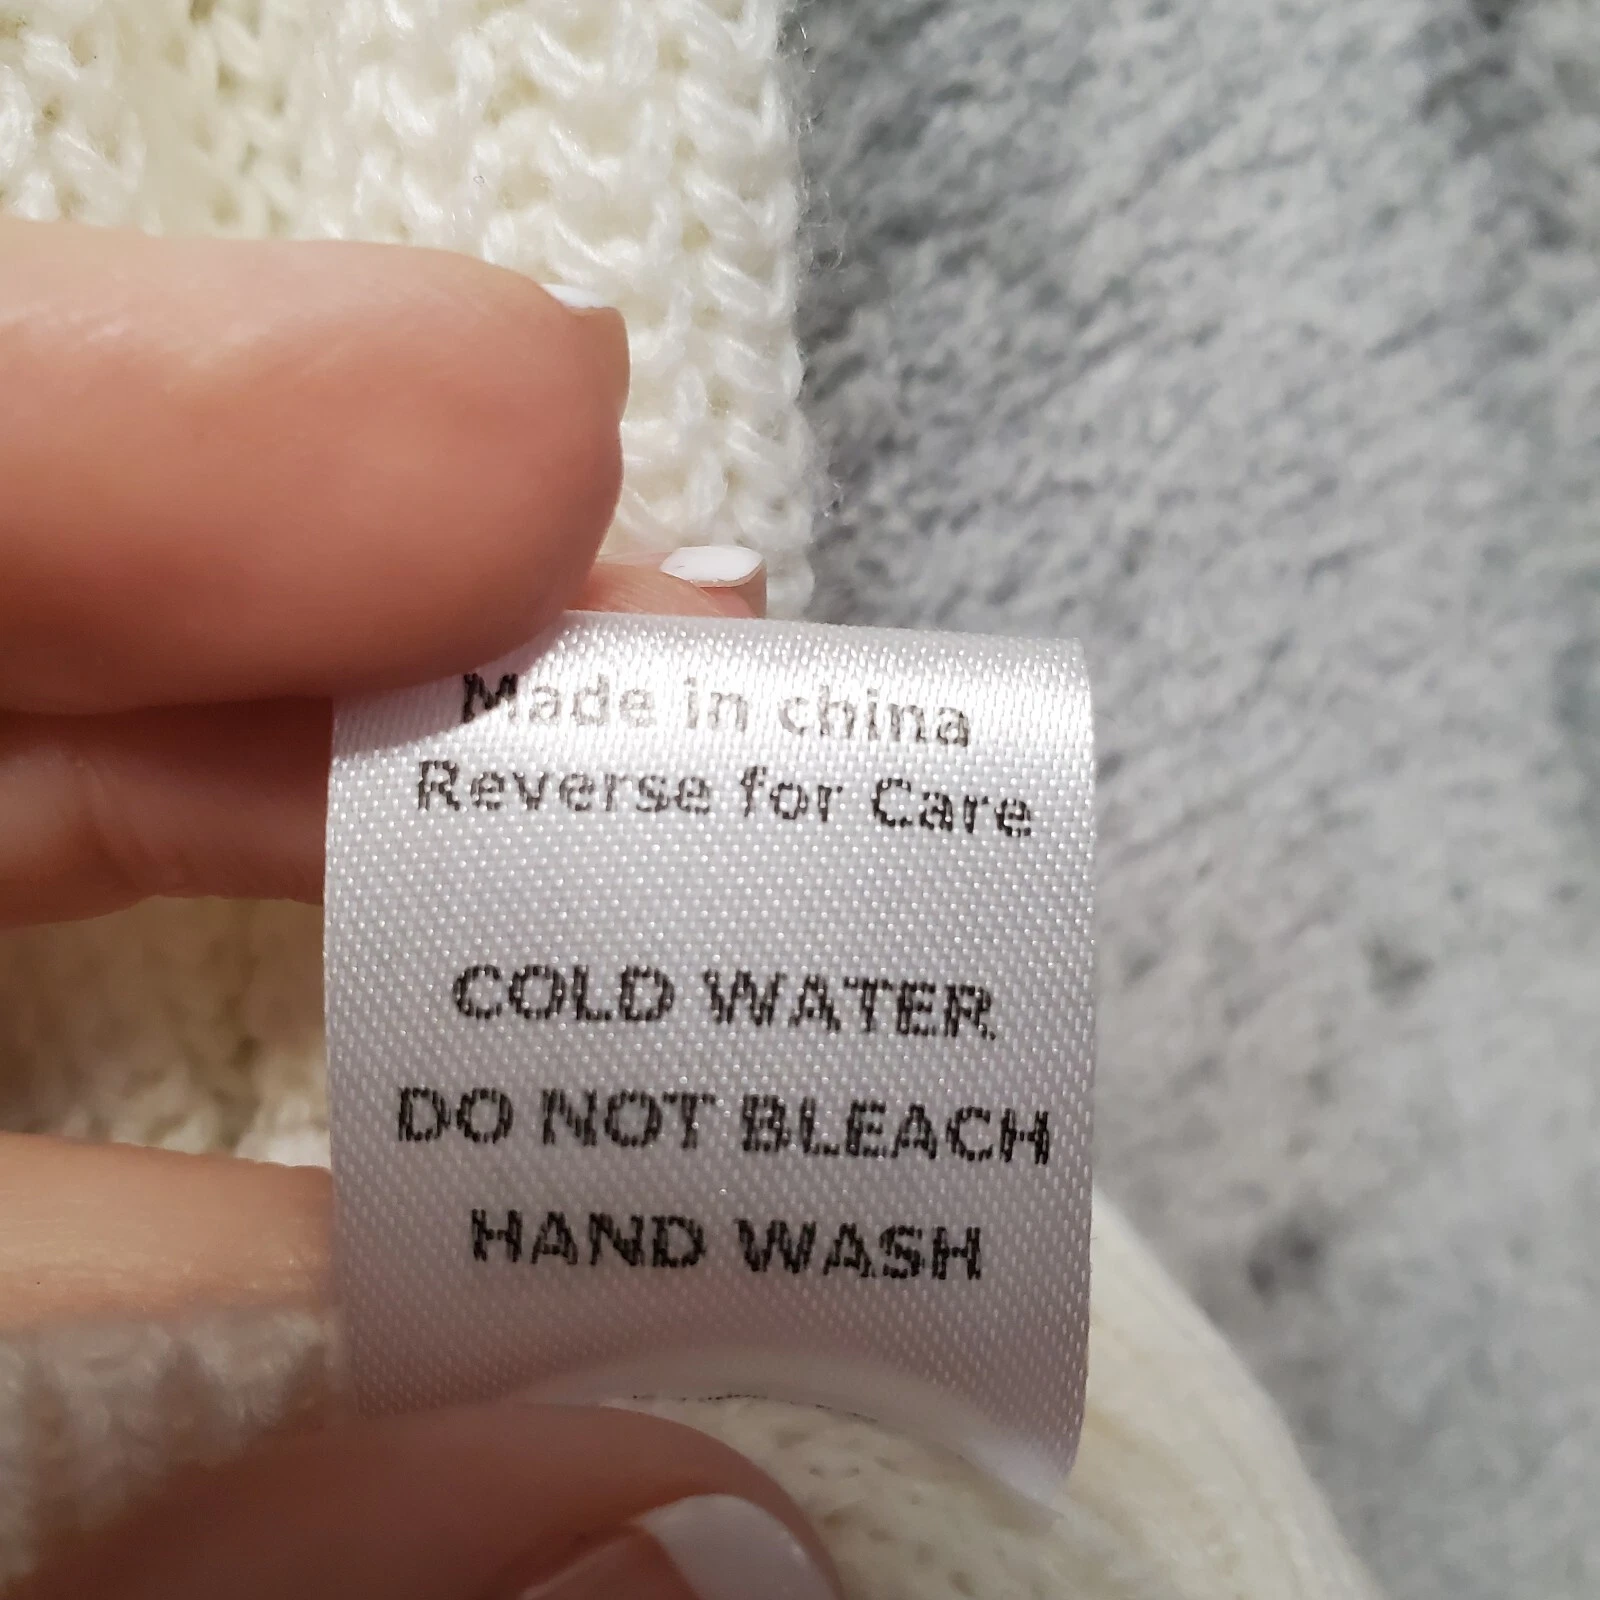 Made in china
Reverse for Care
COLD WATER
DO NOT BLEACH
HAND WASH